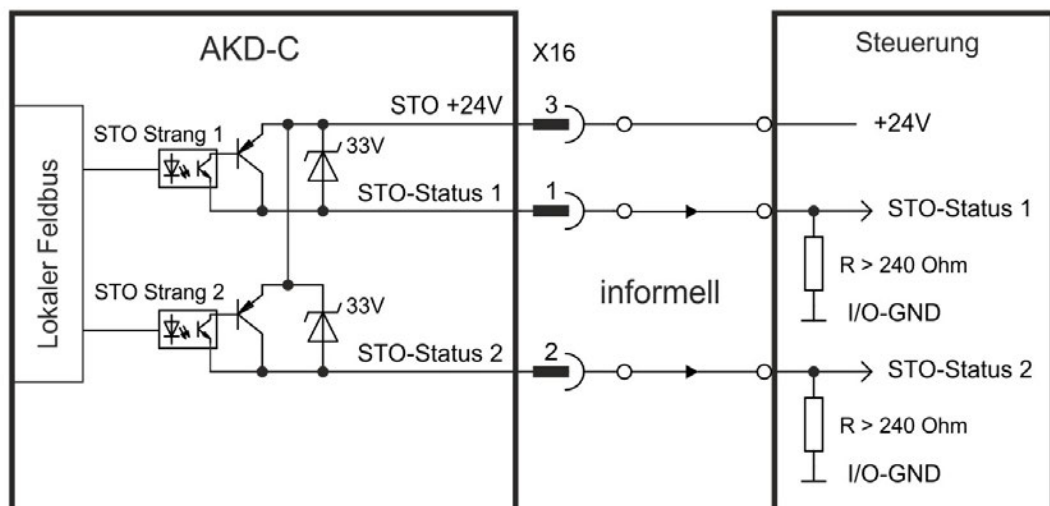 AKD-C
X16
Steuerung
STO +24V
3
+24V
STO Strang 1
33V
STO-Status 1
1
STO-Status 1
Lokaler Feldbus
R > 240 Ohm
informell
I/O-GND
STO Strang 2
33V
STO-Status 2
2
STO-Status 2
R > 240 Ohm
I/O-GND